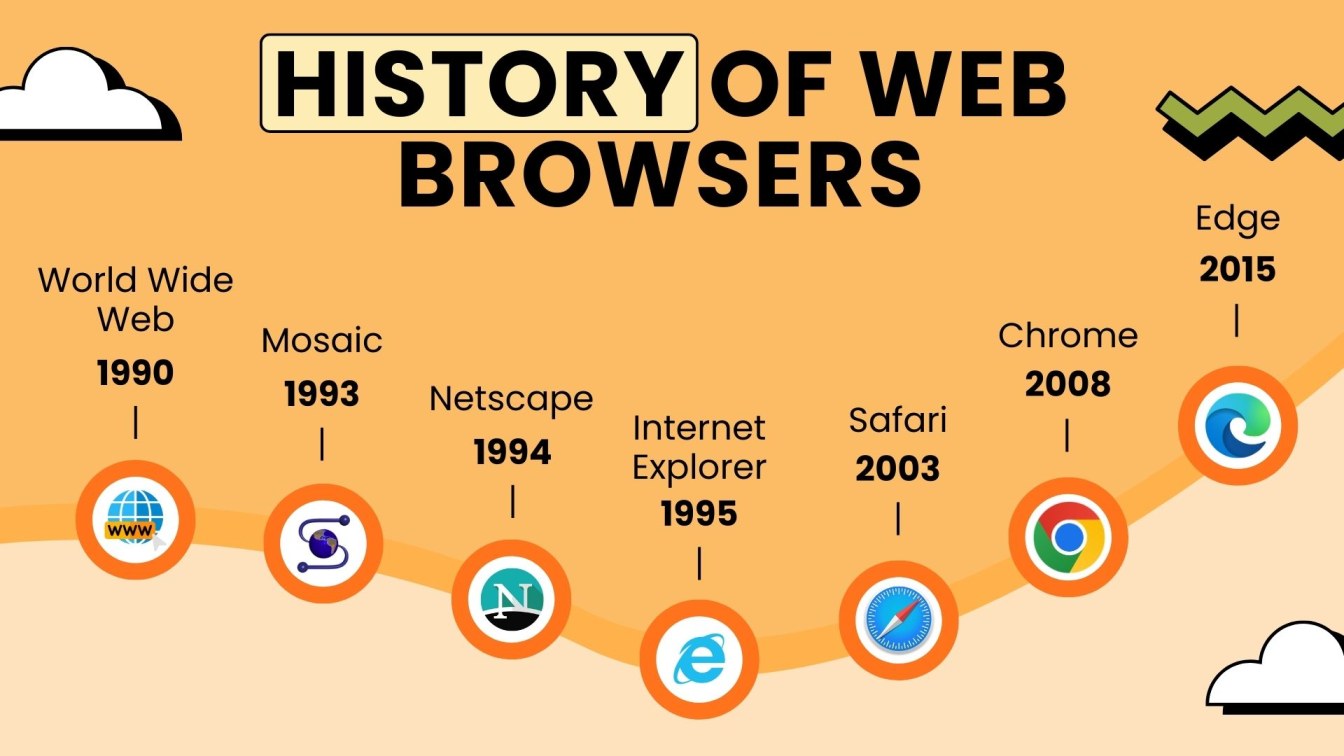 HISTORY OF WEB
BROWSERS
World Wide
Web
1990
Mosaic
1993
Netscape
1994
Internet
Explorer
1995
Safari
2003
Chrome
2008
Edge
2015
WWW
N
e